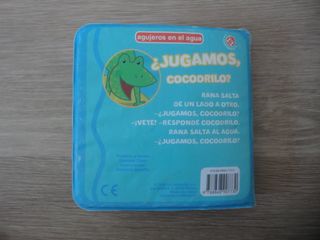 agujeros en el agua
¿JUGAMOS,
COCODRILO?
RANA SALTA
DE UN LADO A OTRO.
-¿JUGAMOS, COCODRILO?
-¡VETE! -RESPONDE COCODRILO.
RANA SALTA AL AGUA.
-¿JUGAMOS, COCODRILO?
CE